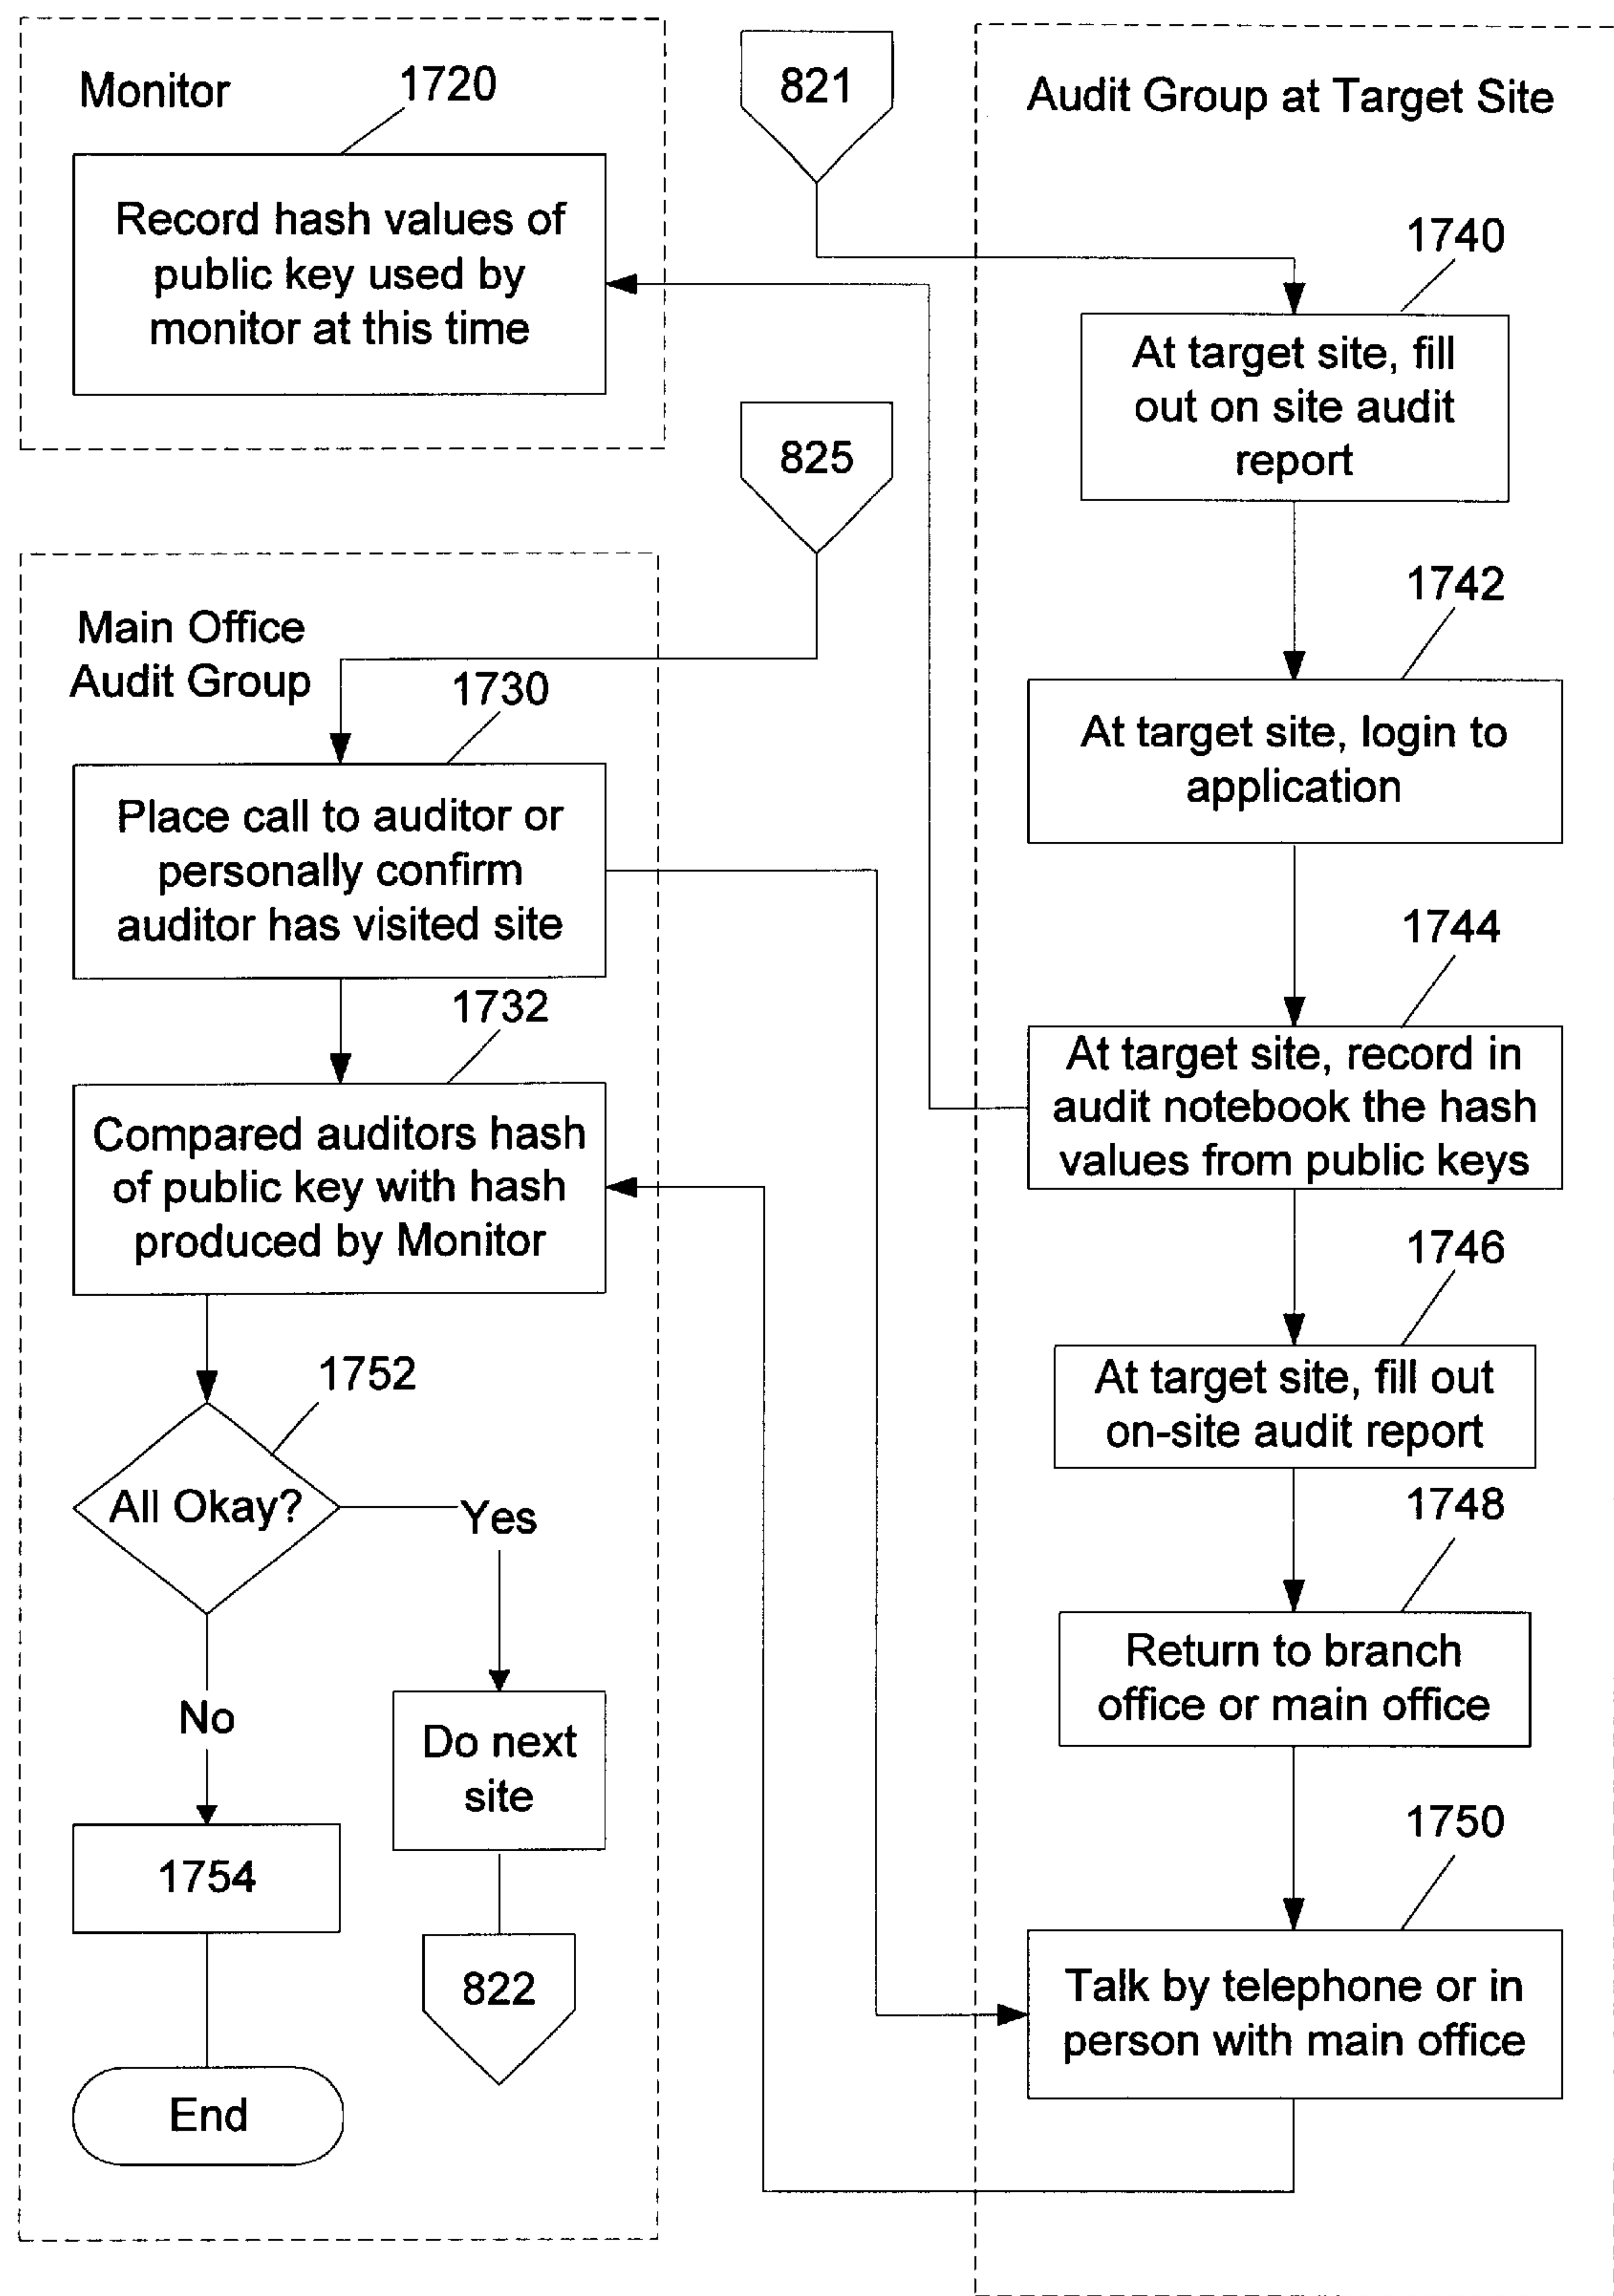 Monitor
1720
Record hash values of
public key used by
monitor at this time
821
825
Main Office
Audit Group
1730
Place call to auditor or
personally confirm
auditor has visited site
1732
Compared auditors hash
of public key with hash
produced by Monitor
1752
All Okay?
Yes
No
Do next
site
1754
822
End
Audit Group at Target Site
1740
At target site, fill
out on site audit
report
1742
At target site, login to
application
1744
At target site, record in
audit notebook the hash
values from public keys
1746
At target site, fill out
on-site audit report
1748
Return to branch
office or main office
1750
Talk by telephone or in
person with main office